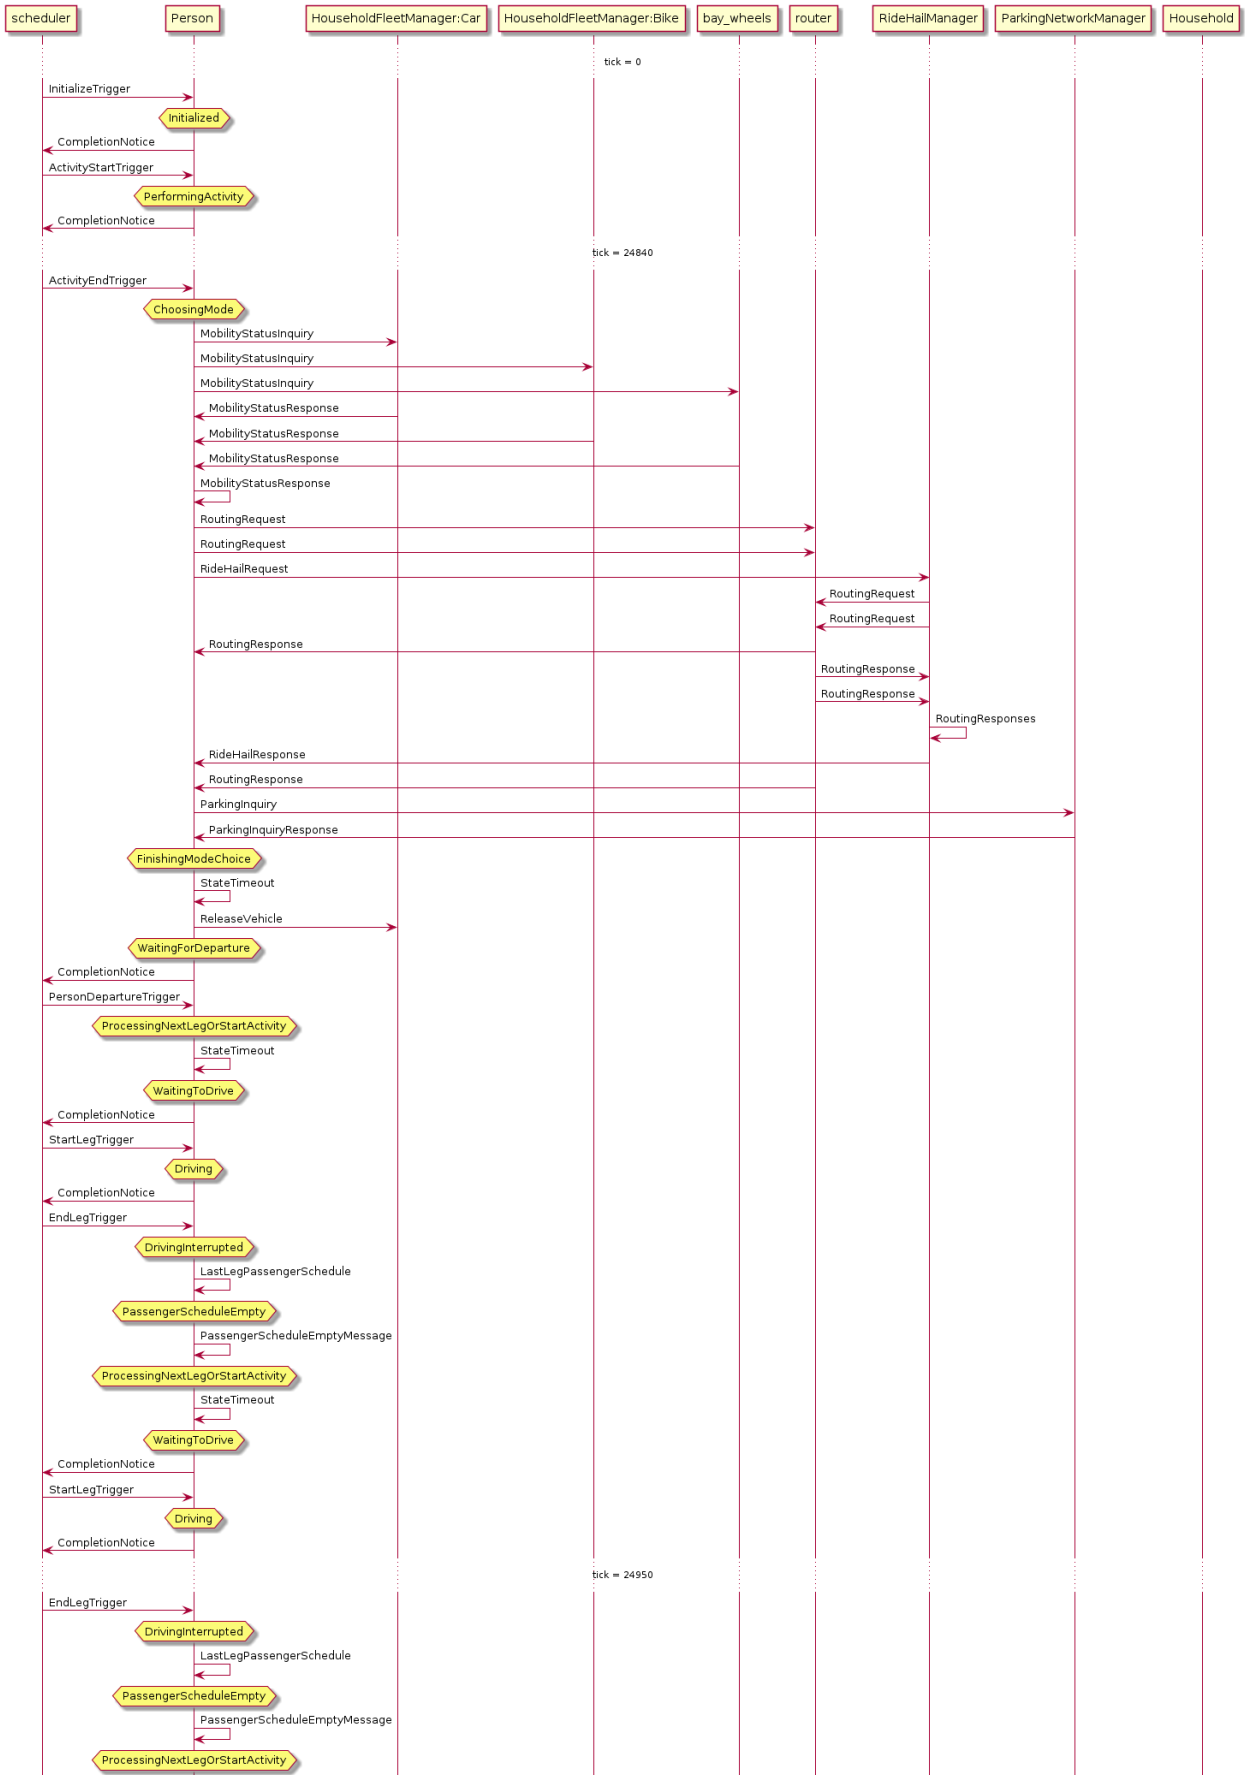 scheduler
Person
HouseholdFleetManager:Car
HouseholdFleetManager:Bike
bay_wheels
router
RideHailManager
ParkingNetworkManager
Household
tick = 0
InitializeTrigger
Initialized
CompletionNotice
ActivityStartTrigger
PerformingActivity
CompletionNotice
tick = 24840
ActivityEndTrigger
ChoosingMode
MobilityStatusInquiry
MobilityStatusInquiry
MobilityStatusInquiry
MobilityStatusResponse
MobilityStatusResponse
MobilityStatusResponse
MobilityStatusResponse
RoutingRequest
RoutingRequest
RideHailRequest
RoutingRequest
RoutingRequest
RoutingResponse
RoutingResponse
RoutingResponse
RoutingResponses
RideHailResponse
RoutingResponse
ParkingInquiry
ParkingInquiryResponse
FinishingModeChoice
StateTimeout
ReleaseVehicle
WaitingForDeparture
CompletionNotice
PersonDepartureTrigger
ProcessingNextLegOrStartActivity
StateTimeout
WaitingToDrive
CompletionNotice
StartLegTrigger
Driving
CompletionNotice
EndLegTrigger
DrivingInterrupted
LastLegPassengerSchedule
PassengerScheduleEmpty
PassengerScheduleEmptyMessage
ProcessingNextLegOrStartActivity
StateTimeout
WaitingToDrive
CompletionNotice
StartLegTrigger
Driving
CompletionNotice
tick = 24950
EndLegTrigger
DrivingInterrupted
LastLegPassengerSchedule
PassengerScheduleEmpty
PassengerScheduleEmptyMessage
ProcessingNextLegOrStartActivity